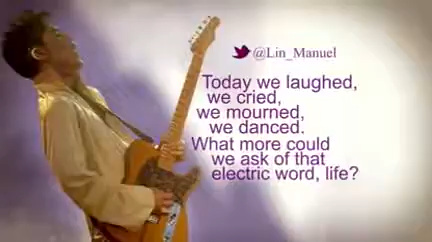 @Lin_Manuel
Today we laughed,
we cried,
we mourned,
we danced.
What more could
we ask of that
electric word, life?